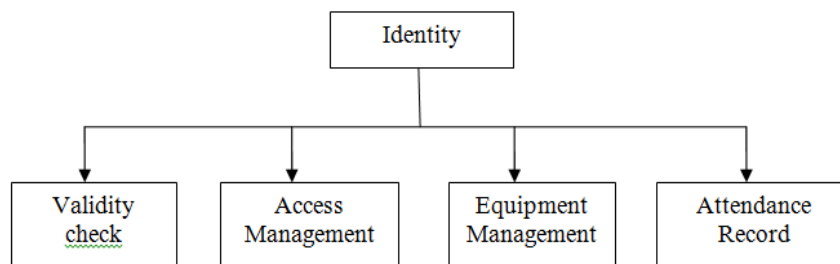 Identity
Validity
check
Access
Management
Equipment
Management
Attendance
Record